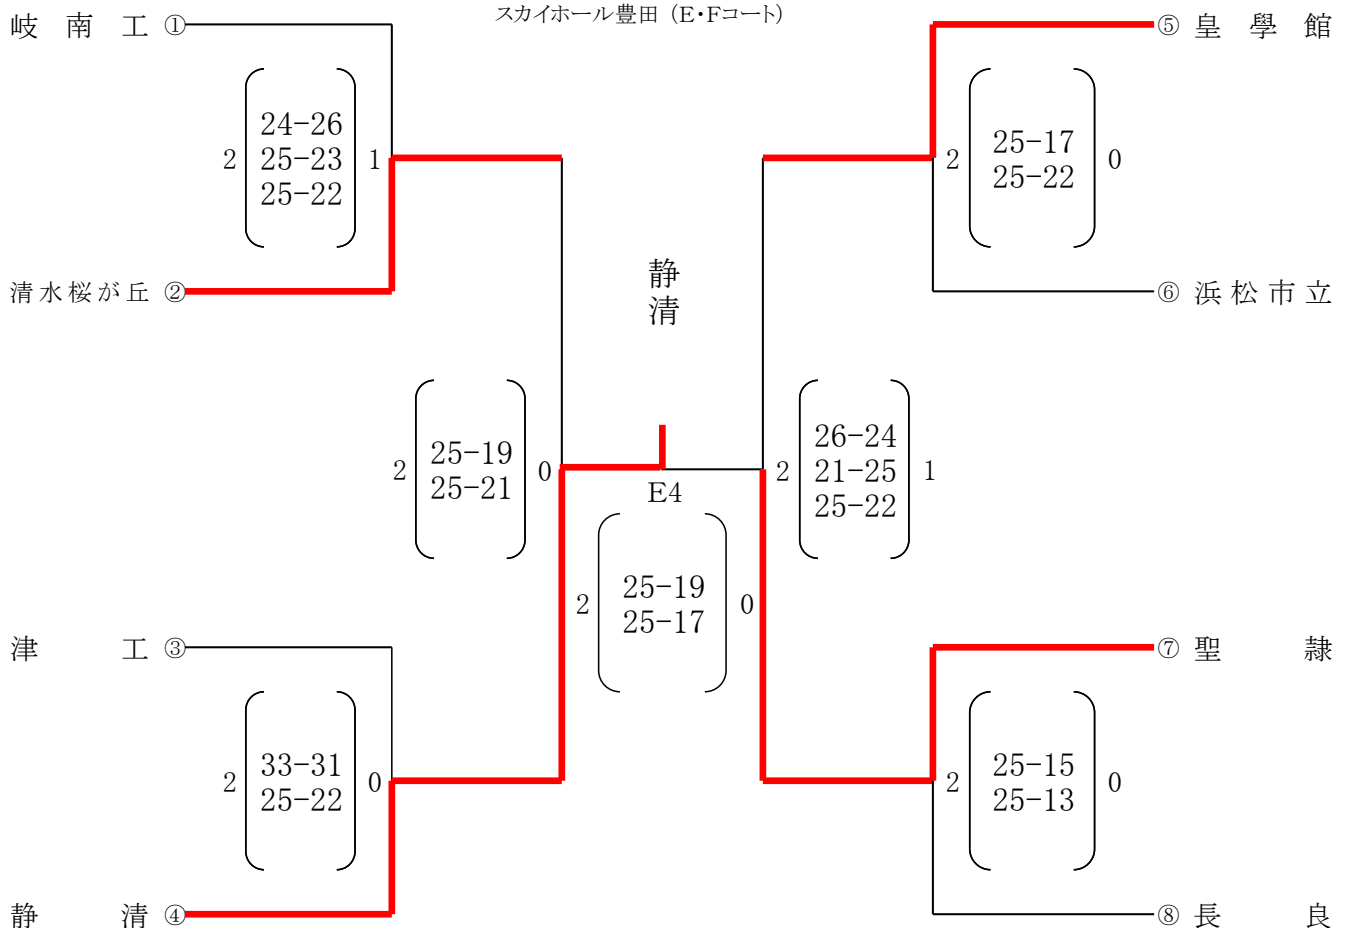 スカイホール豊田（E・Fコート）
岐南工 ①
2 24-26 1
25-23
25-22
清水桜が丘 ②
⑤ 皇學館
2 25-17 0
25-22
⑥ 浜松市立
静清
2 25-19 0
25-21
2 26-24 1
21-25
25-22
E4
2 25-19 0
25-17
津工 ③
2 33-31 0
25-22
静清 ④
⑦ 聖隷
2 25-15 0
25-13
⑧ 長良